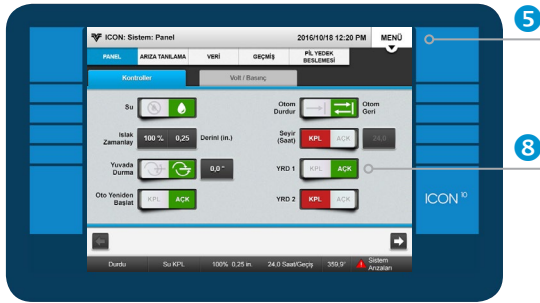 5
ICON: Sistem: Panel 2016/10/18 12:20 PM MENÜ
PANEL ARIZA TANILAMA VERİ GEÇMİŞ PİL YEDEK
BESLEMESİ
Kontroller Volt / Basınç
Su
Otom
Durdur
Otom
Geri
Islak
Zamanlay
100 % 0,25 Derini (in.)
Seyir
(Saat)
KPL AÇK 24,0
8
Yuvada
Durma
0,0 °
YRD 1 KPL AÇK
Oto Yeniden
Başlat
KPL AÇK
YRD 2 KPL AÇK
ICON 10
Durdu Su KPL 100% 0.25 in. 24,0 Saat/Geçiş 359,9° Sistem
Arızaları